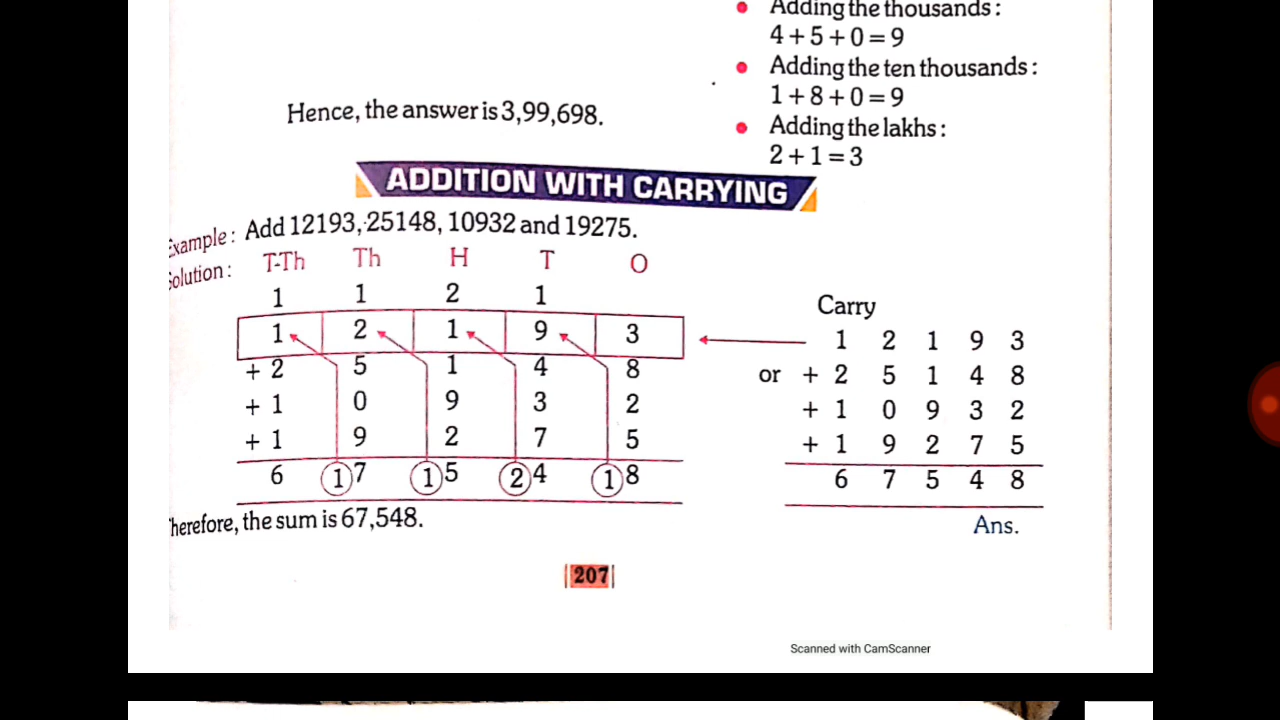 Adding the thousands :
4 + 5 + 0 = 9
Adding the ten thousands :
1 + 8 + 0 = 9
Adding the lakhs :
2 + 1 = 3
Hence, the answer is 3,99,698.
ADDITION WITH CARRYING
Example : Add 12193, 25148, 10932 and 19275.
Solution : T-Th Th H T O
1 1 2 1
1 2 1 9 3
+ 2 5 1 4 8
+ 1 0 9 3 2
+ 1 9 2 7 5
6 1 7 1 5 2 4 1 8
Carry
1 2 1 9 3
or + 2 5 1 4 8
+ 1 0 9 3 2
+ 1 9 2 7 5
6 7 5 4 8
Ans.
Therefore, the sum is 67,548.
207
Scanned with CamScanner